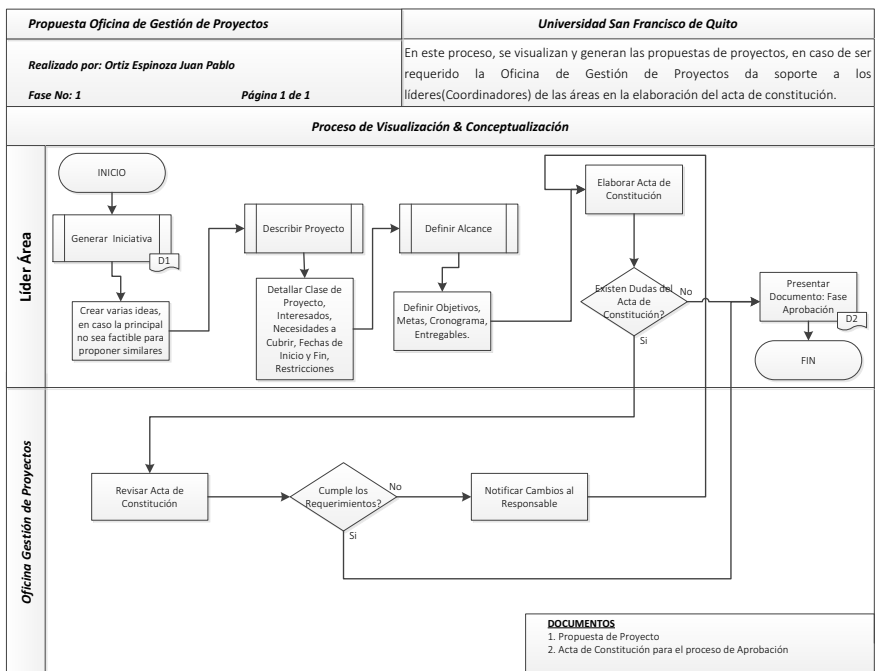 Propuesta Oficina de Gestión de Proyectos
Universidad San Francisco de Quito
Realizado por: Ortiz Espinoza Juan Pablo
Fase No: 1
Página 1 de 1
En este proceso, se visualizan y generan las propuestas de proyectos, en caso de ser
requerido la Oficina de Gestión de Proyectos da soporte a los
líderes(Coordinadores) de las áreas en la elaboración del acta de constitución.
Proceso de Visualización & Conceptualización
Líder Área
INICIO
Generar Iniciativa
D1
Crear varias ideas,
en caso la principal
no sea factible para
proponer similares
Describir Proyecto
Detallar Clase de
Proyecto,
Interesados,
Necesidades a
Cubrir, Fechas de
Inicio y Fin,
Restricciones
Definir Alcance
Definir Objetivos,
Metas, Cronograma,
Entregables.
Elaborar Acta de
Constitución
Existen Dudas del
Acta de
Constitución?
No
Si
Presentar
Documento: Fase
Aprobación
D2
FIN
Oficina Gestión de Proyectos
Revisar Acta de
Constitución
Cumple los
Requerimientos?
No
Si
Notificar Cambios al
Responsable
DOCUMENTOS
1. Propuesta de Proyecto
2. Acta de Constitución para el proceso de Aprobación